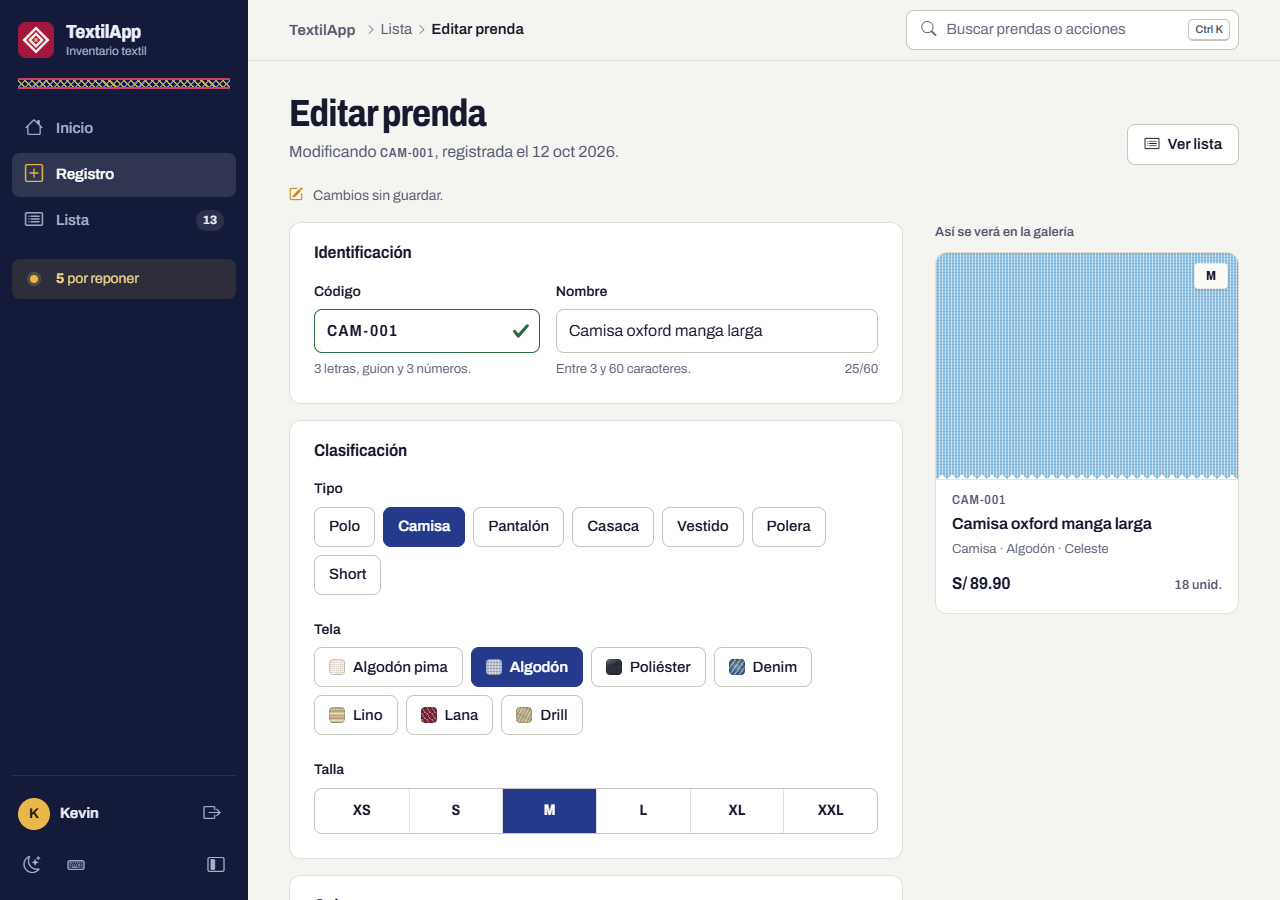 TextilApp
Inventario textil
Inicio
Registro
Lista 13
5 por reponer
K Kevin
TextilApp Lista Editar prenda
Buscar prendas o acciones Ctrl K
Editar prenda
Modificando CAM-001, registrada el 12 oct 2026.
Ver lista
Cambios sin guardar.
Identificación
Código Nombre
CAM-001 Camisa oxford manga larga
3 letras, guion y 3 números. Entre 3 y 60 caracteres. 25/60
Clasificación
Tipo
Polo Camisa Pantalón Casaca Vestido Polera
Short
Tela
Algodón pima Algodón Poliéster Denim
Lino Lana Drill
Talla
XS S M L XL XXL
Así se verá en la galería
M
CAM-001
Camisa oxford manga larga
Camisa · Algodón · Celeste
S/ 89.90 18 unid.